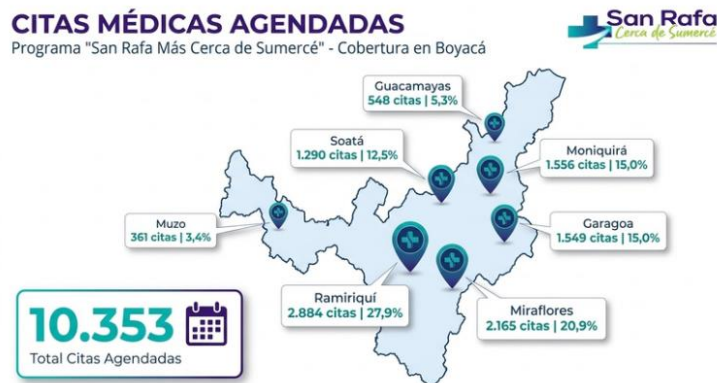 CITAS MÉDICAS AGENDADAS
Programa "San Rafa Más Cerca de Sumercé" - Cobertura en Boyacá
San Rafa
Cerca de Sumercé
Guacamayas
548 citas | 5,3%
Soatá
1.290 citas | 12,5%
Moniquirá
1.556 citas | 15,0%
Muzo
361 citas | 3,4%
Garagoa
1.549 citas | 15,0%
Ramiriquí
2.884 citas | 27,9%
Miraflores
2.165 citas | 20,9%
10.353
Total Citas Agendadas